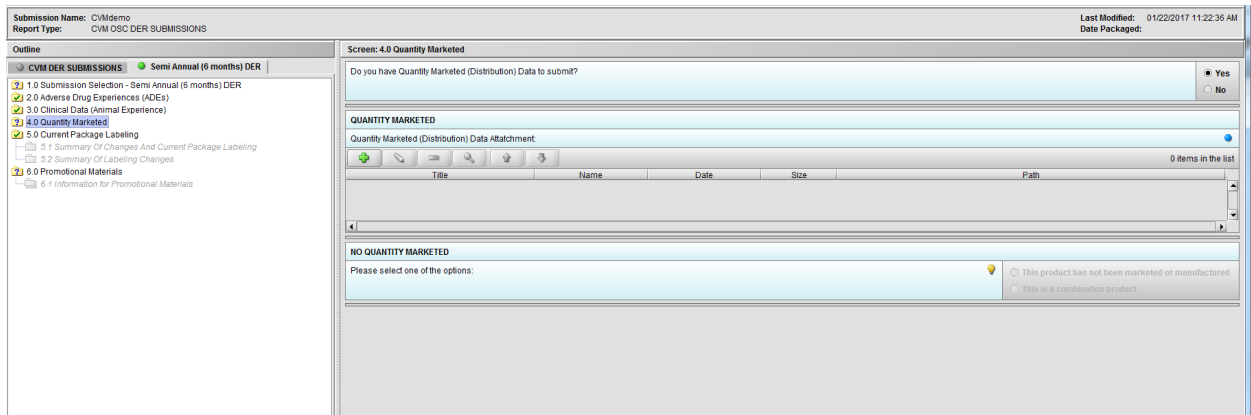 Submission Name: CVMdemo
Report Type: CVM OSC DER SUBMISSIONS
Last Modified: 01/22/2017 11:22:36 AM
Date Packaged:
Outline
CVM DER SUBMISSIONS Semi Annual (6 months) DER
1.0 Submission Selection - Semi Annual (6 months) DER
2.0 Adverse Drug Experiences (ADEs)
3.0 Clinical Data (Animal Experience)
4.0 Quantity Marketed
5.0 Current Package Labeling
5.1 Summary Of Changes And Current Package Labeling
5.2 Summary Of Labeling Changes
6.0 Promotional Materials
6.1 Information for Promotional Materials
Screen: 4.0 Quantity Marketed
Do you have Quantity Marketed (Distribution) Data to submit?
Yes
No
QUANTITY MARKETED
Quantity Marketed (Distribution) Data Attatchment:
0 items in the list
Title Name Date Size Path
NO QUANTITY MARKETED
Please select one of the options:
This product has not been marketed or manufactured
This is a combination product